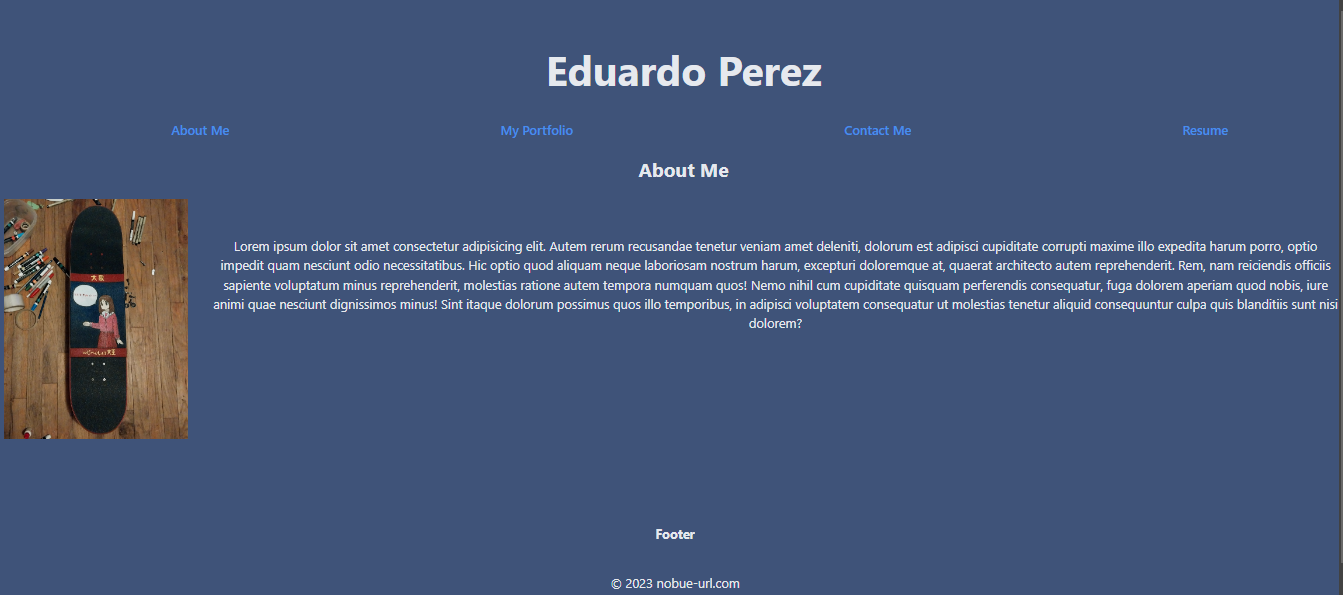 Eduardo Perez
About Me
My Portfolio
Contact Me
Resume
About Me
Lorem ipsum dolor sit amet consectetur adipisicing elit. Autem rerum recusandae tenetur veniam amet deleniti, dolorum est adipisci cupiditate corrupti maxime illo expedita harum porro, optio
impedit quam nesciunt odio necessitatibus. Hic optio quod aliquam neque laboriosam nostrum harum, excepturi doloremque at, quaerat architecto autem reprehenderit. Rem, nam reiciendis officiis
sapiente voluptatum minus reprehenderit, molestias ratione autem tempora numquam quos! Nemo nihil cum cupiditate quisquam perferendis consequatur, fuga dolorem aperiam quod nobis, iure
animi quae nesciunt dignissimos minus! Sint itaque dolorum possimus quos illo temporibus, in adipisci voluptatem consequatur ut molestias tenetur aliquid consequuntur culpa quis blanditiis sunt nisi
dolorem?
Footer
© 2023 nobue-url.com